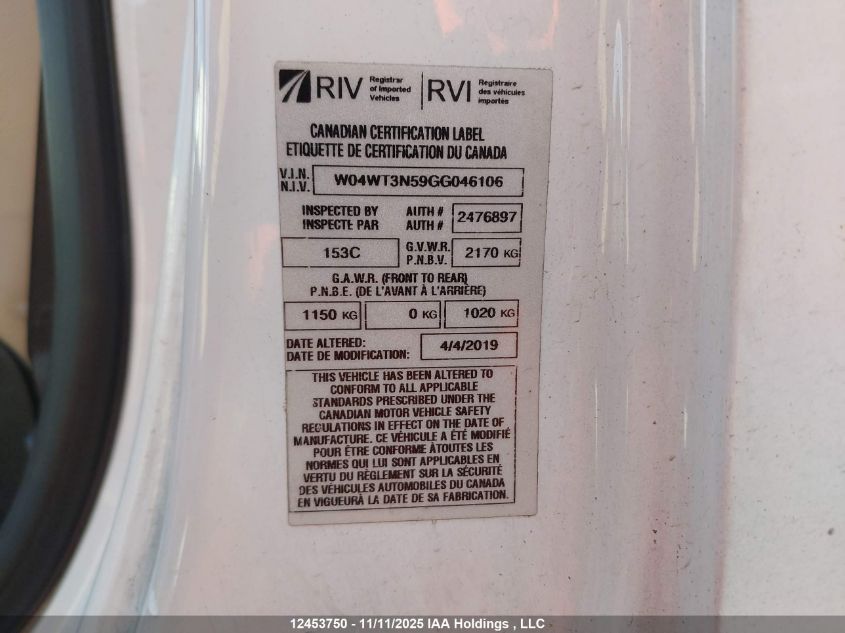 RIV Registrar of Imported Vehicles RVI Registraire des véhicules importés
CANADIAN CERTIFICATION LABEL
ETIQUETTE DE CERTIFICATION DU CANADA
V.I.N. N.I.V. W04WT3N59GG046106
INSPECTED BY AUTH # 2476897
INSPECTE PAR AUTH #
153C G.V.W.R. P.N.B.V. 2170 KG
G.A.W.R. (FRONT TO REAR)
P.N.B.E. (DE L'AVANT À L'ARRIÈRE)
1150 KG 0 KG 1020 KG
DATE ALTERED:
DATE DE MODIFICATION: 4/4/2019
THIS VEHICLE HAS BEEN ALTERED TO
CONFORM TO ALL APPLICABLE
STANDARDS PRESCRIBED UNDER THE
CANADIAN MOTOR VEHICLE SAFETY
REGULATIONS IN EFFECT ON THE DATE OF
MANUFACTURE. CE VÉHICULE A ÉTÉ MODIFIÉ
POUR ÊTRE CONFORME ÀTOUTES LES
NORMES QUI LUI SONT APPLICABLES EN
VERTU DU RÈGLEMENT SUR LA SÉCURITÉ
DES VÉHICULES AUTOMOBILES DU CANADA
EN VIGUEURÀ LA DATE DE SA FABRICATION.
12453750 - 11/11/2025 IAA Holdings , LLC